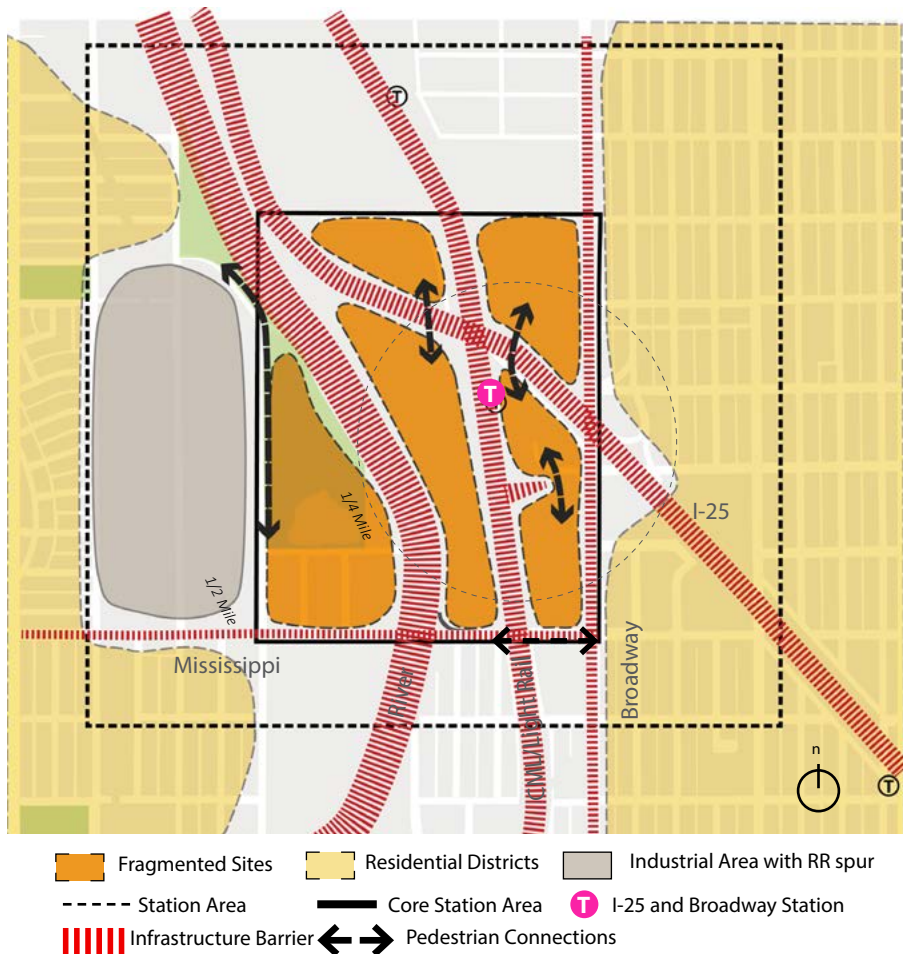 T
T
I-25
1/4 Mile
1/2 Mile
Mississippi
River
Light Rail
Broadway
n
T
Fragmented Sites
Residential Districts
Industrial Area with RR spur
Station Area
Core Station Area
T
I-25 and Broadway Station
Infrastructure Barrier
Pedestrian Connections